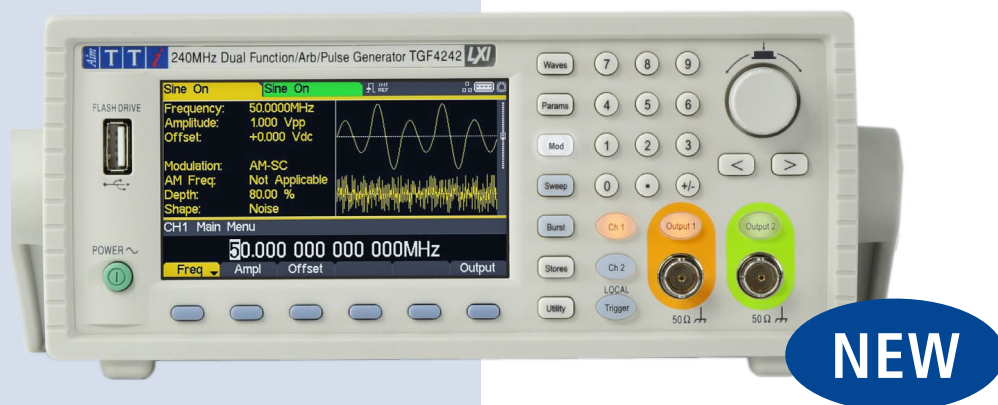 Aim TTi 240MHz Dual Function/Arb/Pulse Generator TGF4242 LXI
FLASH DRIVE
POWER
Sine On Sine On INT REF
Frequency: 50.0000MHz
Amplitude: 1.000 Vpp
Offset: +0.000 Vdc
Modulation: AM-SC
AM Freq: Not Applicable
Depth: 80.00 %
Shape: Noise
CH1 Main Menu
50.000 000 000 000MHz
Freq Ampl Offset Output
Waves 7 8 9
Params 4 5 6
Mod 1 2 3
< >
Sweep 0 • +/-
Burst Ch 1 Output 1 Output 2
Stores Ch 2
LOCAL
Utility Trigger
50Ω 50Ω
NEW